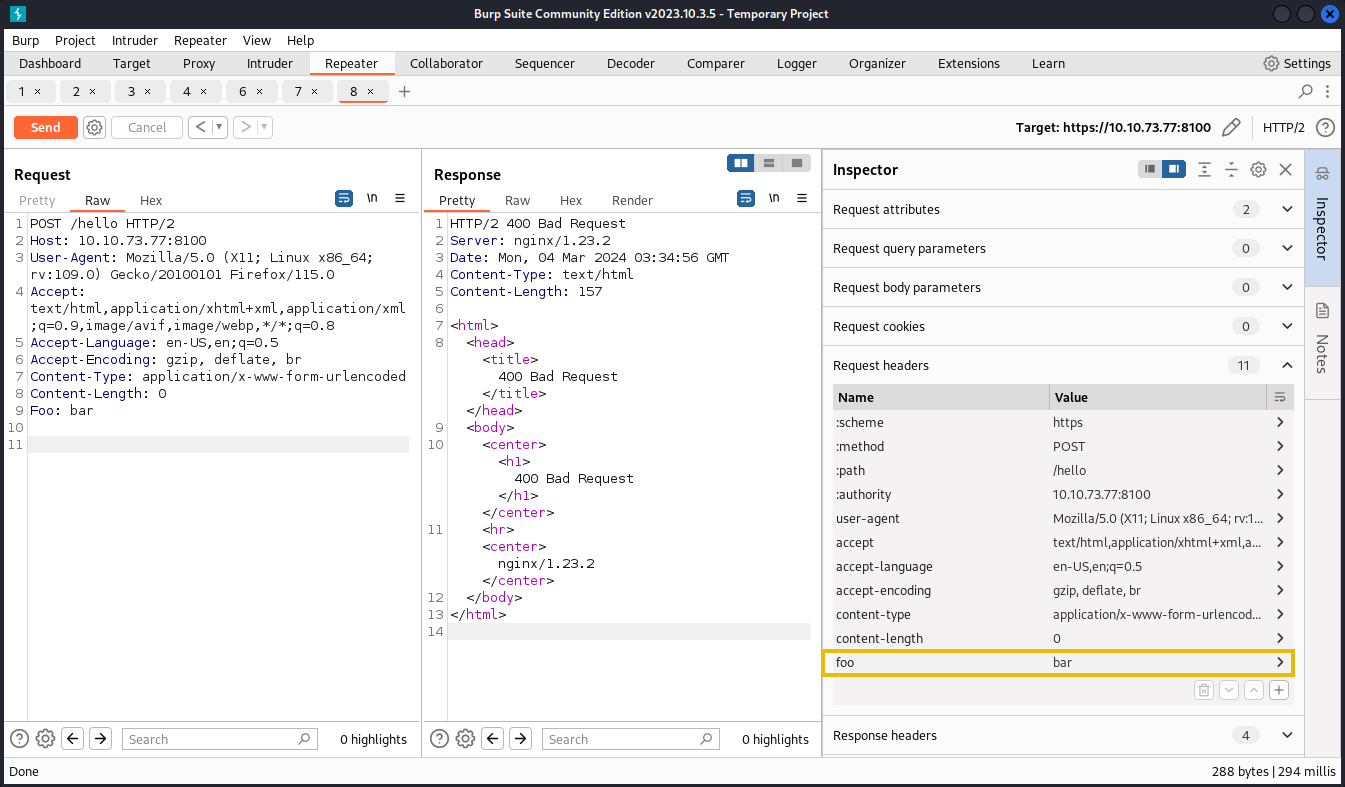 Burp Suite Community Edition v2023.10.3.5 - Temporary Project
Burp Project Intruder Repeater View Help
Dashboard Target Proxy Intruder Repeater Collaborator Sequencer Decoder Comparer Logger Organizer Extensions Learn Settings
1 × 2 × 3 × 4 × 6 × 7 × 8 × +
Send Cancel < > Target: https://10.10.73.77:8100 HTTP/2 ?
Request
Pretty Raw Hex \n
1 POST /hello HTTP/2
2 Host: 10.10.73.77:8100
3 User-Agent: Mozilla/5.0 (X11; Linux x86_64;
rv:109.0) Gecko/20100101 Firefox/115.0
4 Accept:
text/html,application/xhtml+xml,application/xml
;q=0.9,image/avif,image/webp,*/*;q=0.8
5 Accept-Language: en-US,en;q=0.5
6 Accept-Encoding: gzip, deflate, br
7 Content-Type: application/x-www-form-urlencoded
8 Content-Length: 0
9 Foo: bar
10
11
? Search 0 highlights
Response
Pretty Raw Hex Render \n
1 HTTP/2 400 Bad Request
2 Server: nginx/1.23.2
3 Date: Mon, 04 Mar 2024 03:34:56 GMT
4 Content-Type: text/html
5 Content-Length: 157
6
7 <html>
8 <head>
<title>
400 Bad Request
</title>
</head>
9 <body>
10 <center>
<h1>
400 Bad Request
</h1>
</center>
11 <hr>
<center>
nginx/1.23.2
</center>
12 </body>
13 </html>
14
? Search 0 highlights
Inspector
Request attributes 2
Request query parameters 0
Request body parameters 0
Request cookies 0
Request headers 11
Name Value
:scheme https
:method POST
:path /hello
:authority 10.10.73.77:8100
user-agent Mozilla/5.0 (X11; Linux x86_64; rv:1...
accept text/html,application/xhtml+xml,a...
accept-language en-US,en;q=0.5
accept-encoding gzip, deflate, br
content-type application/x-www-form-urlencod...
content-length 0
foo bar
Response headers 4
Inspector
Notes
Done 288 bytes | 294 millis